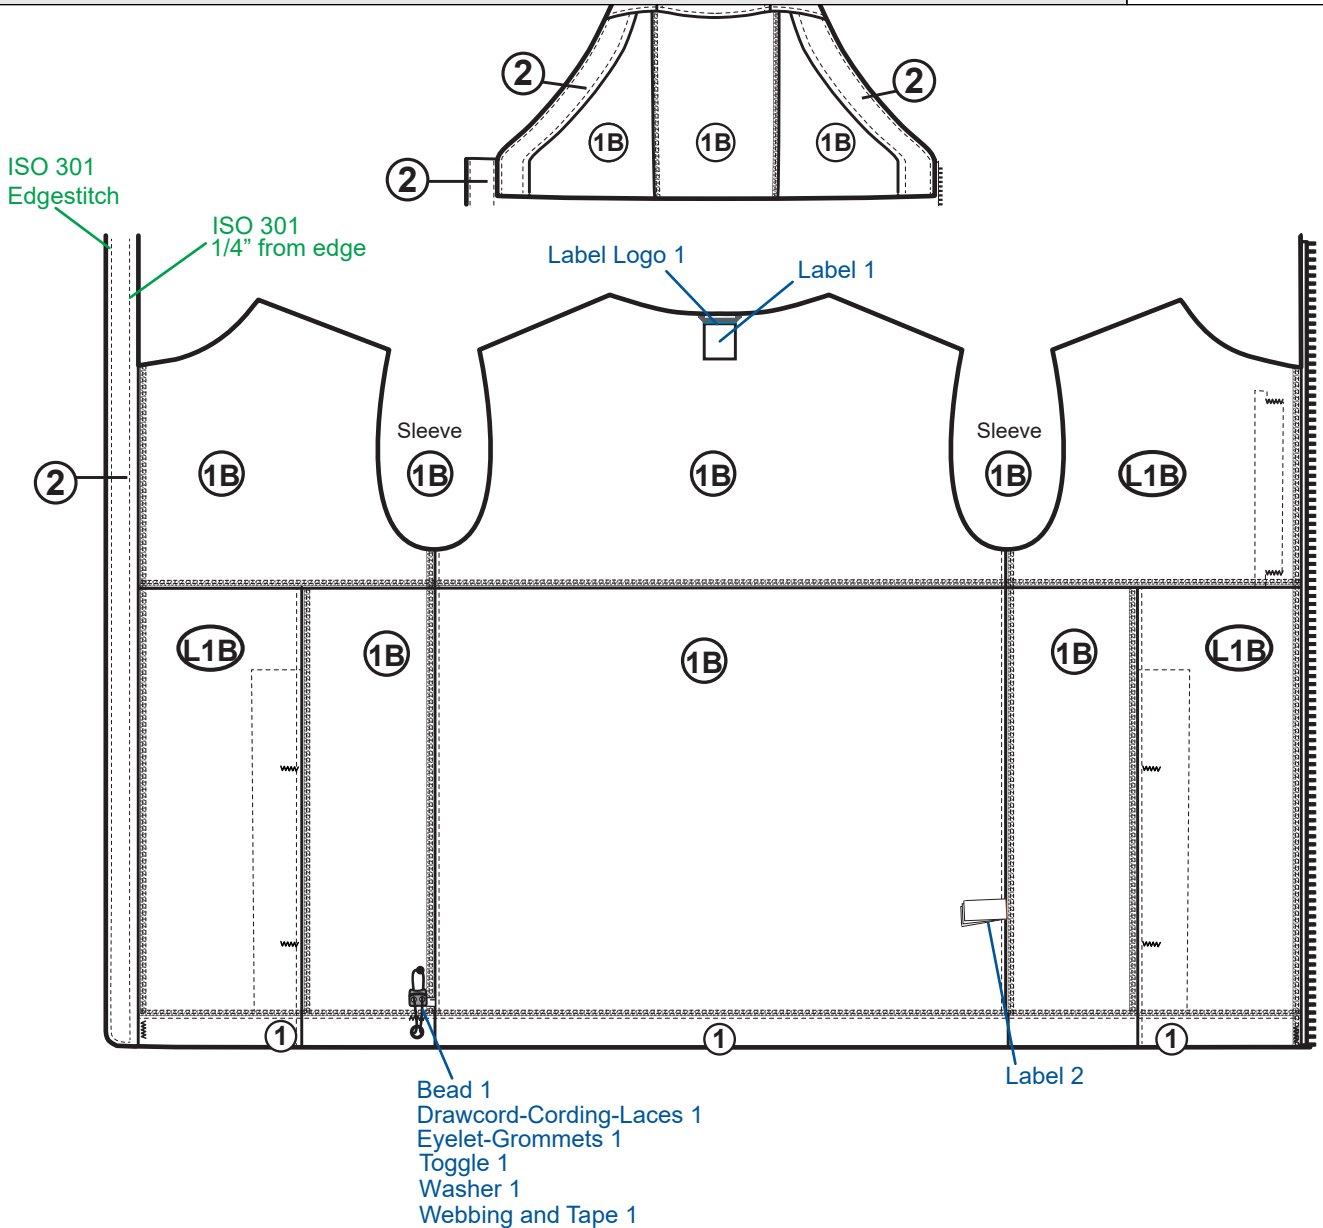 2
2
1B
1B
1B
2
ISO 301
Edgestitch
ISO 301
1/4” from edge
Label Logo 1
Label 1
Sleeve
Sleeve
2
1B
1B
1B
1B
L1B
L1B
1B
1B
1B
L1B
1
1
1
Label 2
Bead 1
Drawcord-Cording-Laces 1
Eyelet-Grommets 1
Toggle 1
Washer 1
Webbing and Tape 1